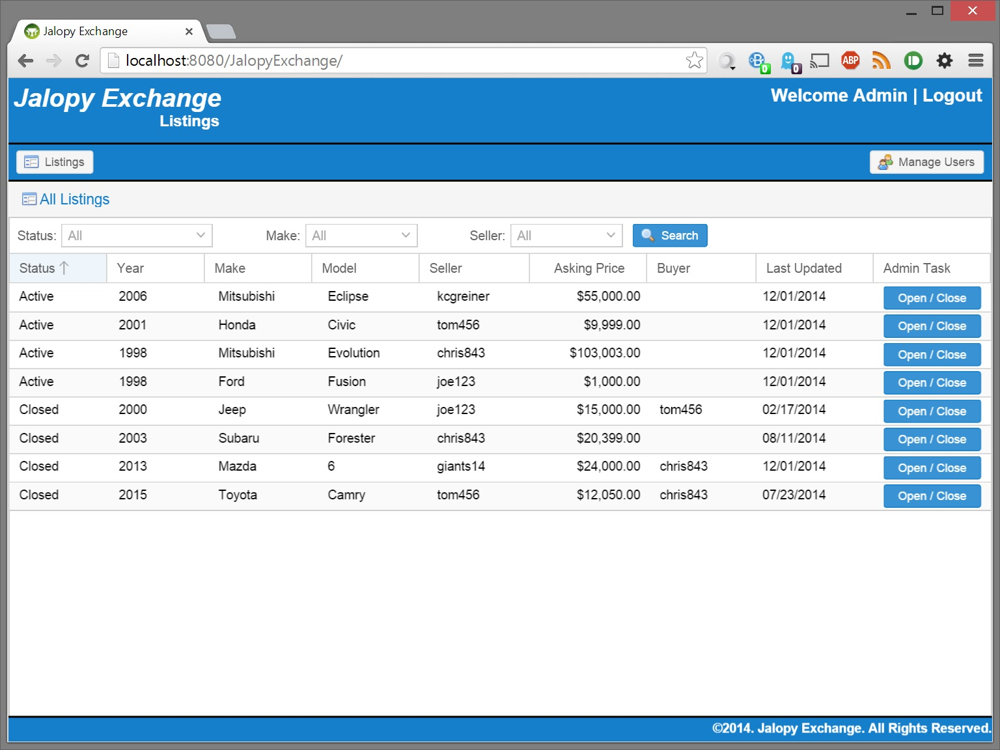 Jalopy Exchange
localhost:8080/JalopyExchange/
0
0
ABP
Jalopy Exchange
Welcome Admin | Logout
Listings
Listings
Manage Users
All Listings
Status: All Make: All Seller: All Search
Status Year Make Model Seller Asking Price Buyer Last Updated Admin Task
Active 2006 Mitsubishi Eclipse kcgreiner $55,000.00 12/01/2014 Open / Close
Active 2001 Honda Civic tom456 $9,999.00 12/01/2014 Open / Close
Active 1998 Mitsubishi Evolution chris843 $103,003.00 12/01/2014 Open / Close
Active 1998 Ford Fusion joe123 $1,000.00 12/01/2014 Open / Close
Closed 2000 Jeep Wrangler joe123 $15,000.00 tom456 02/17/2014 Open / Close
Closed 2003 Subaru Forester chris843 $20,399.00 08/11/2014 Open / Close
Closed 2013 Mazda 6 giants14 $24,000.00 chris843 12/01/2014 Open / Close
Closed 2015 Toyota Camry tom456 $12,050.00 chris843 07/23/2014 Open / Close
©2014. Jalopy Exchange. All Rights Reserved.